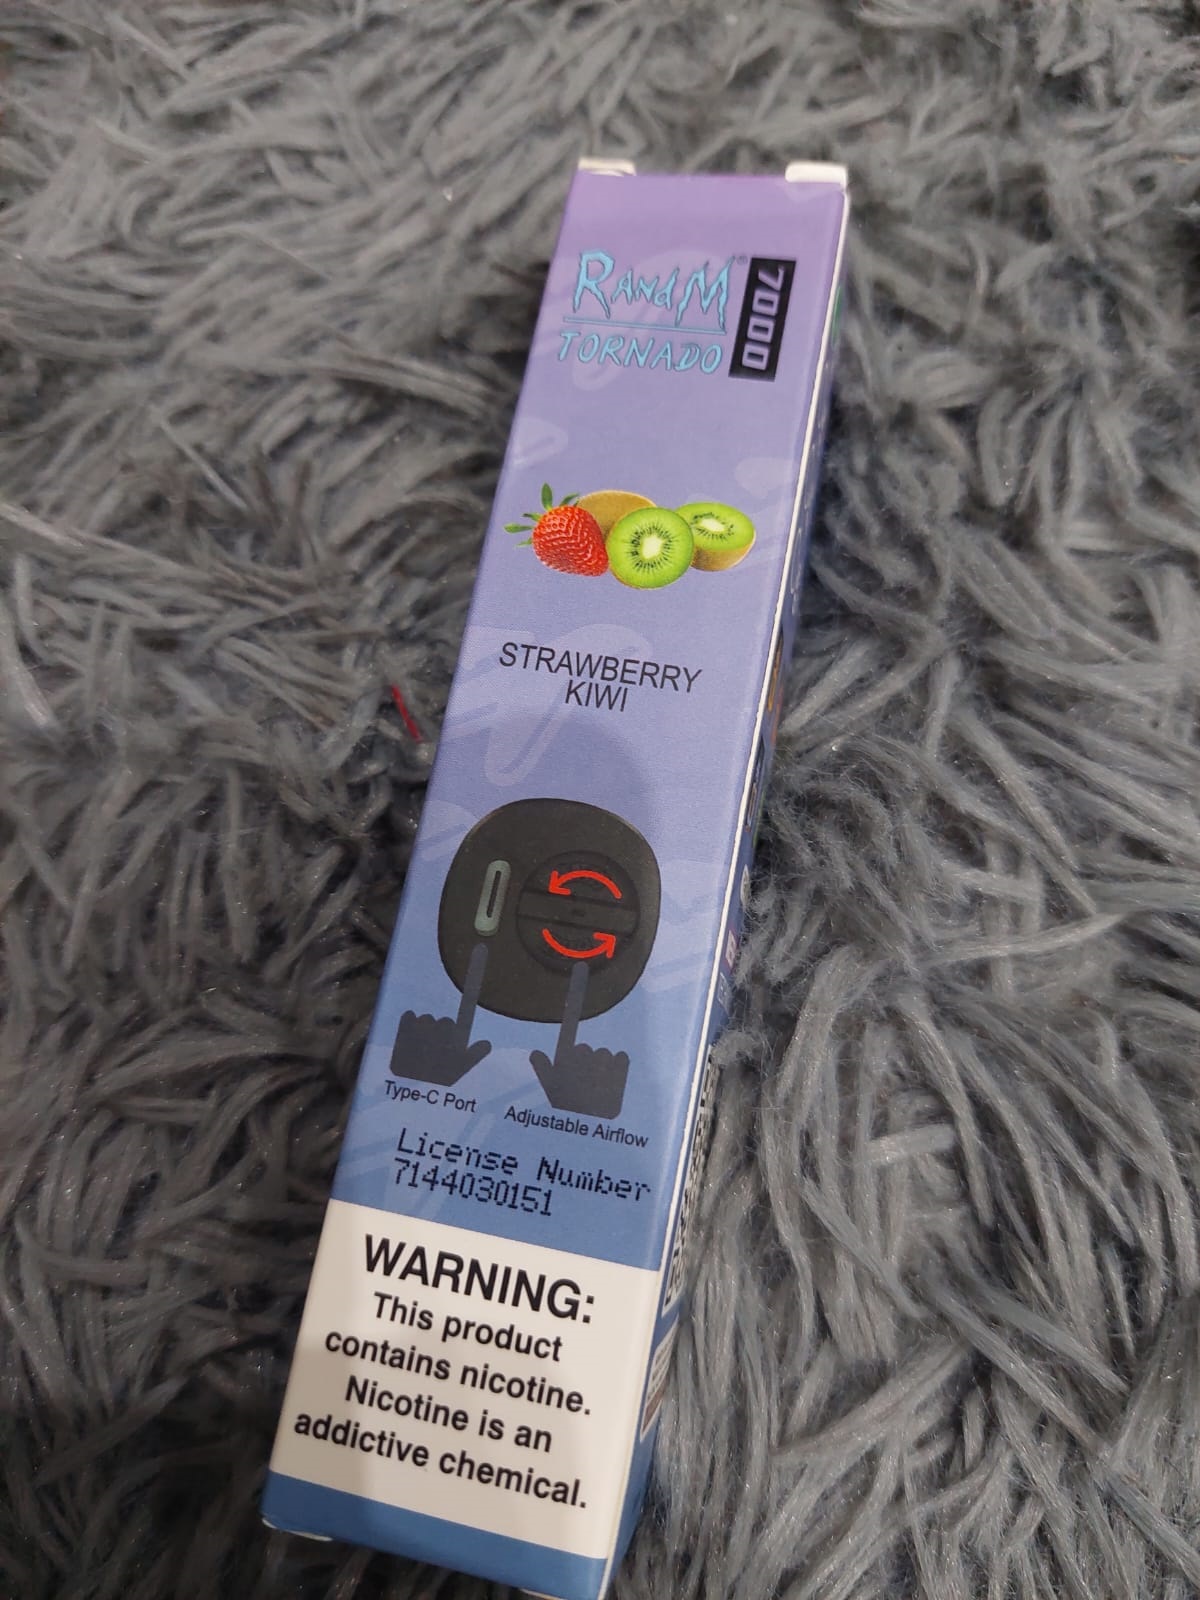 RandM®
TORNADO
7000
STRAWBERRY
KIWI
Type-C Port
Adjustable Airflow
License Number
7144030151
WARNING:
This product
contains nicotine.
Nicotine is an
addictive chemical.